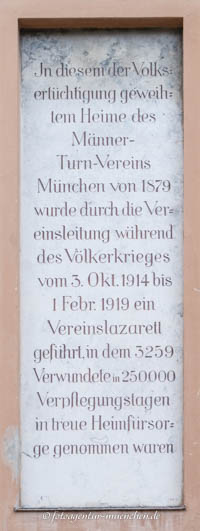 In diesem der Volks=
ertüchtigung geweih=
tem Heime des
Männer-
Turn-Vereins
München von 1879
wurde durch die Ver=
einsleitung während
des Völkerkrieges
vom 3. Okt. 1914 bis
1 Febr. 1919 ein
Vereinslazarett
geführt, in dem 3259
Verwundete in 250000
Verpflegungstagen
in treue Heimfürsor=
ge genommen waren
© fotoagentur-muenchen.de